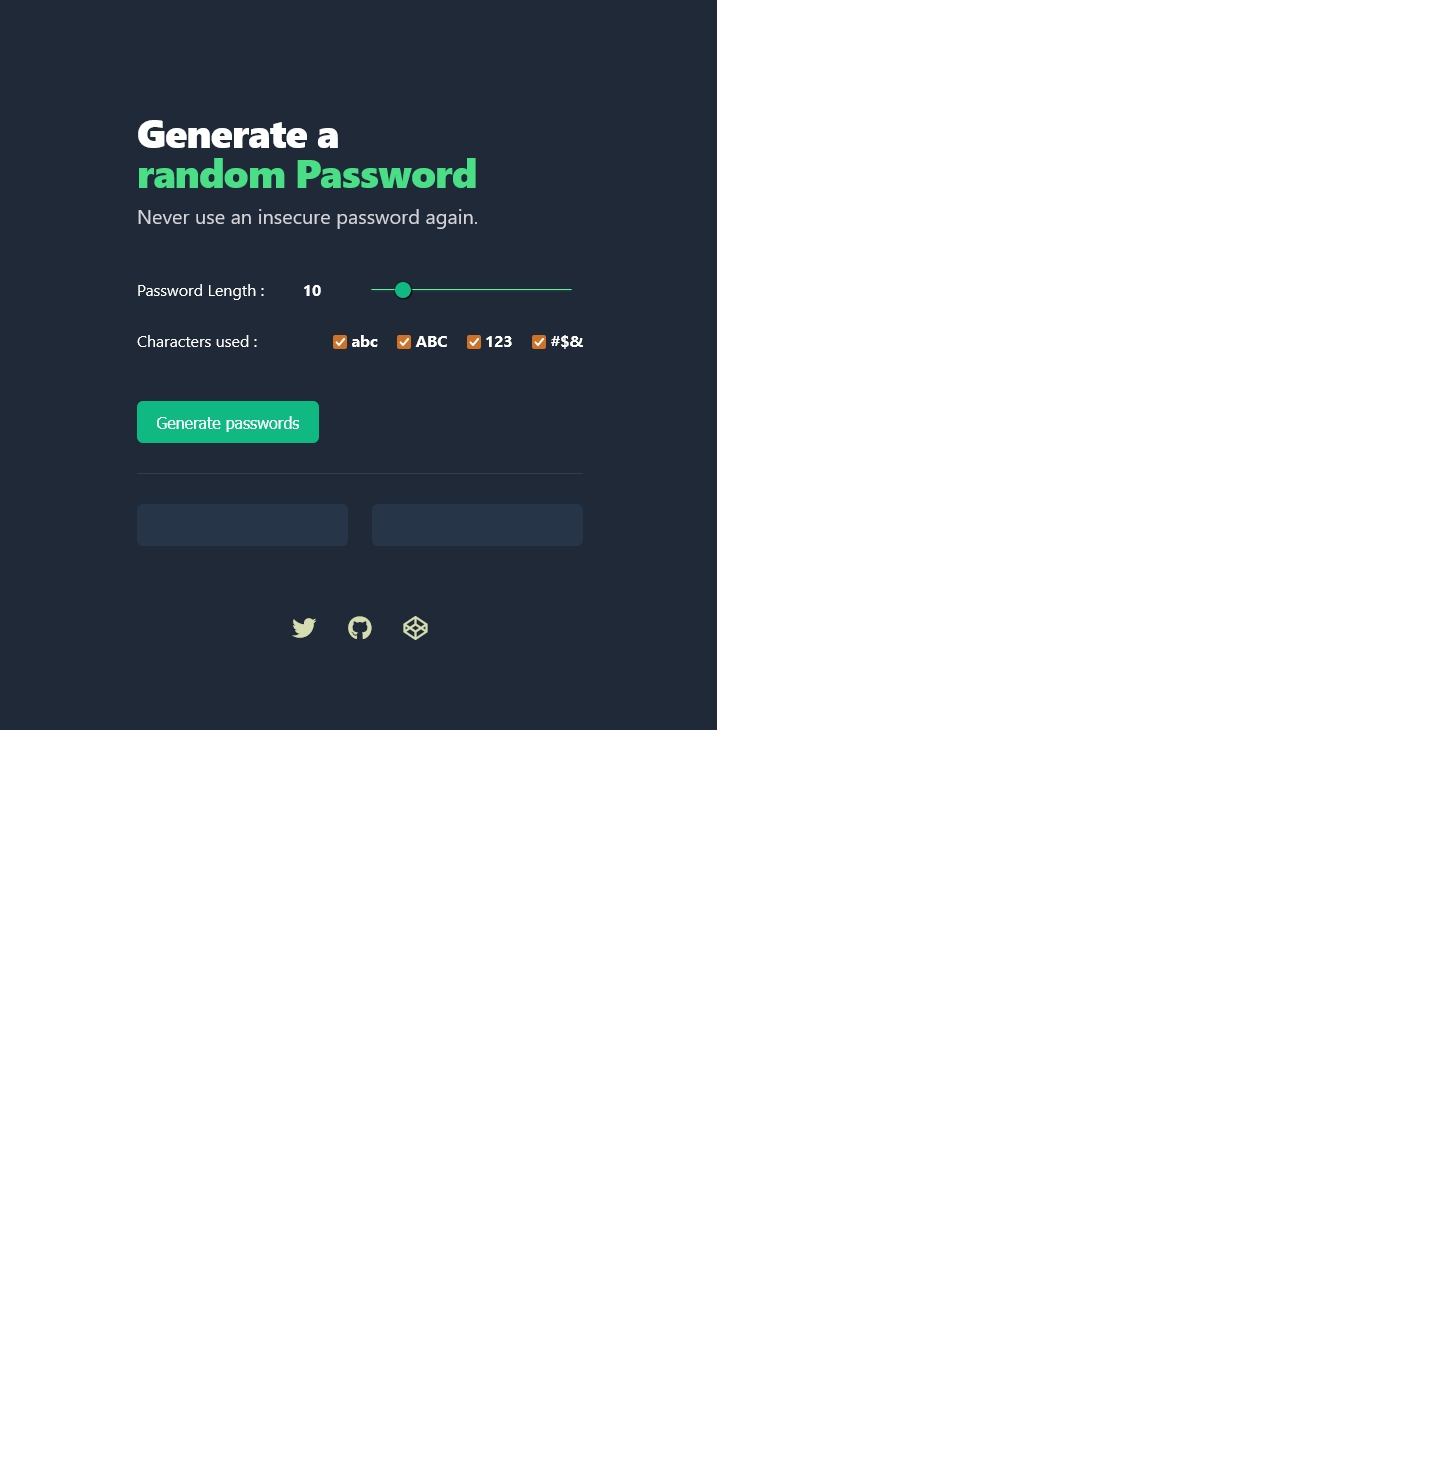 Generate a
random Password
Never use an insecure password again.
Password Length : 10
Characters used : abc ABC 123 #$&
Generate passwords